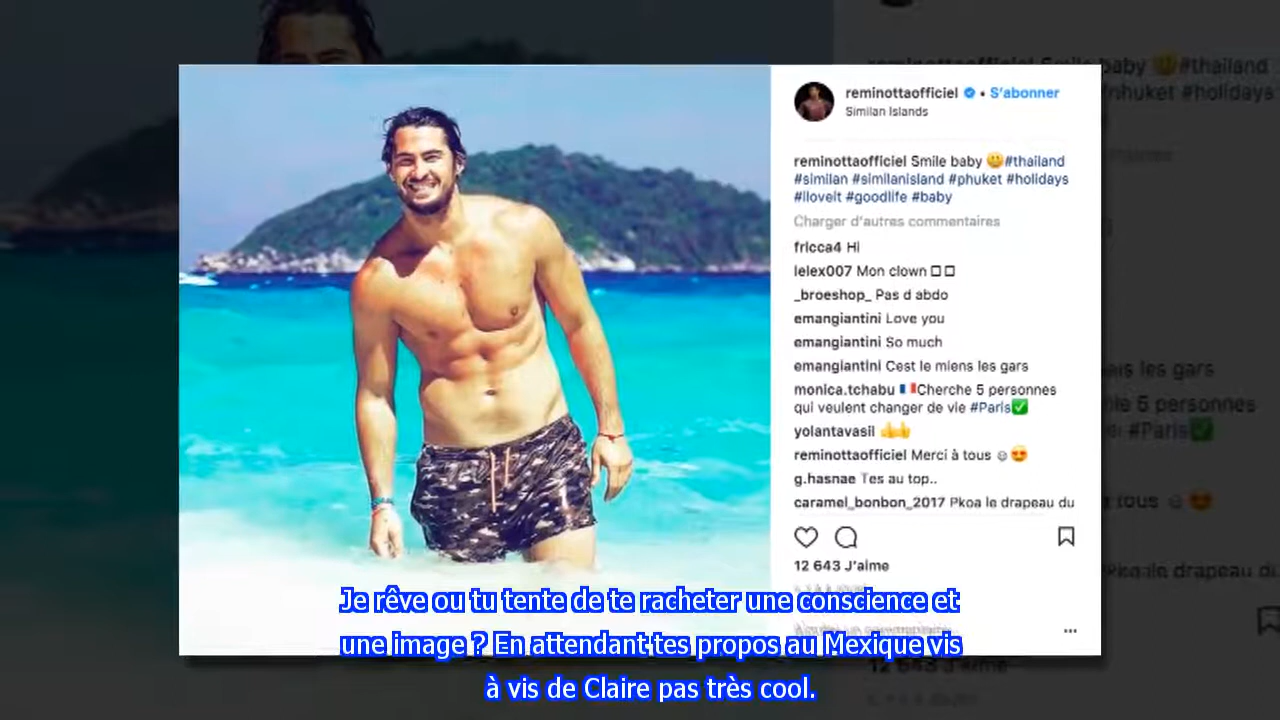 reminottaofficiel • S'abonner
Similan Islands
reminottaofficiel Smile baby 😀#thailand
#similan #similanisland #phuket #holidays
#iloveit #goodlife #baby
Charger d'autres commentaires
fricca4 Hi
lelex007 Mon clown □□
_broeshop_ Pas d abdo
emangiantini Love you
emangiantini So much
emangiantini Cest le miens les gars
monica.tchabu 🇫🇷Cherche 5 personnes
qui veulent changer de vie #Paris✅
yolantavasil 👍👍
reminottaofficiel Merci à tous ☺😍
g.hasnae Tes au top..
caramel_bonbon_2017 Pkoa le drapeau du
12 643 J'aime
Je rêve ou tu tente de te racheter une conscience et
une image ? En attendant tes propos au Mexique vis
à vis de Claire pas très cool.